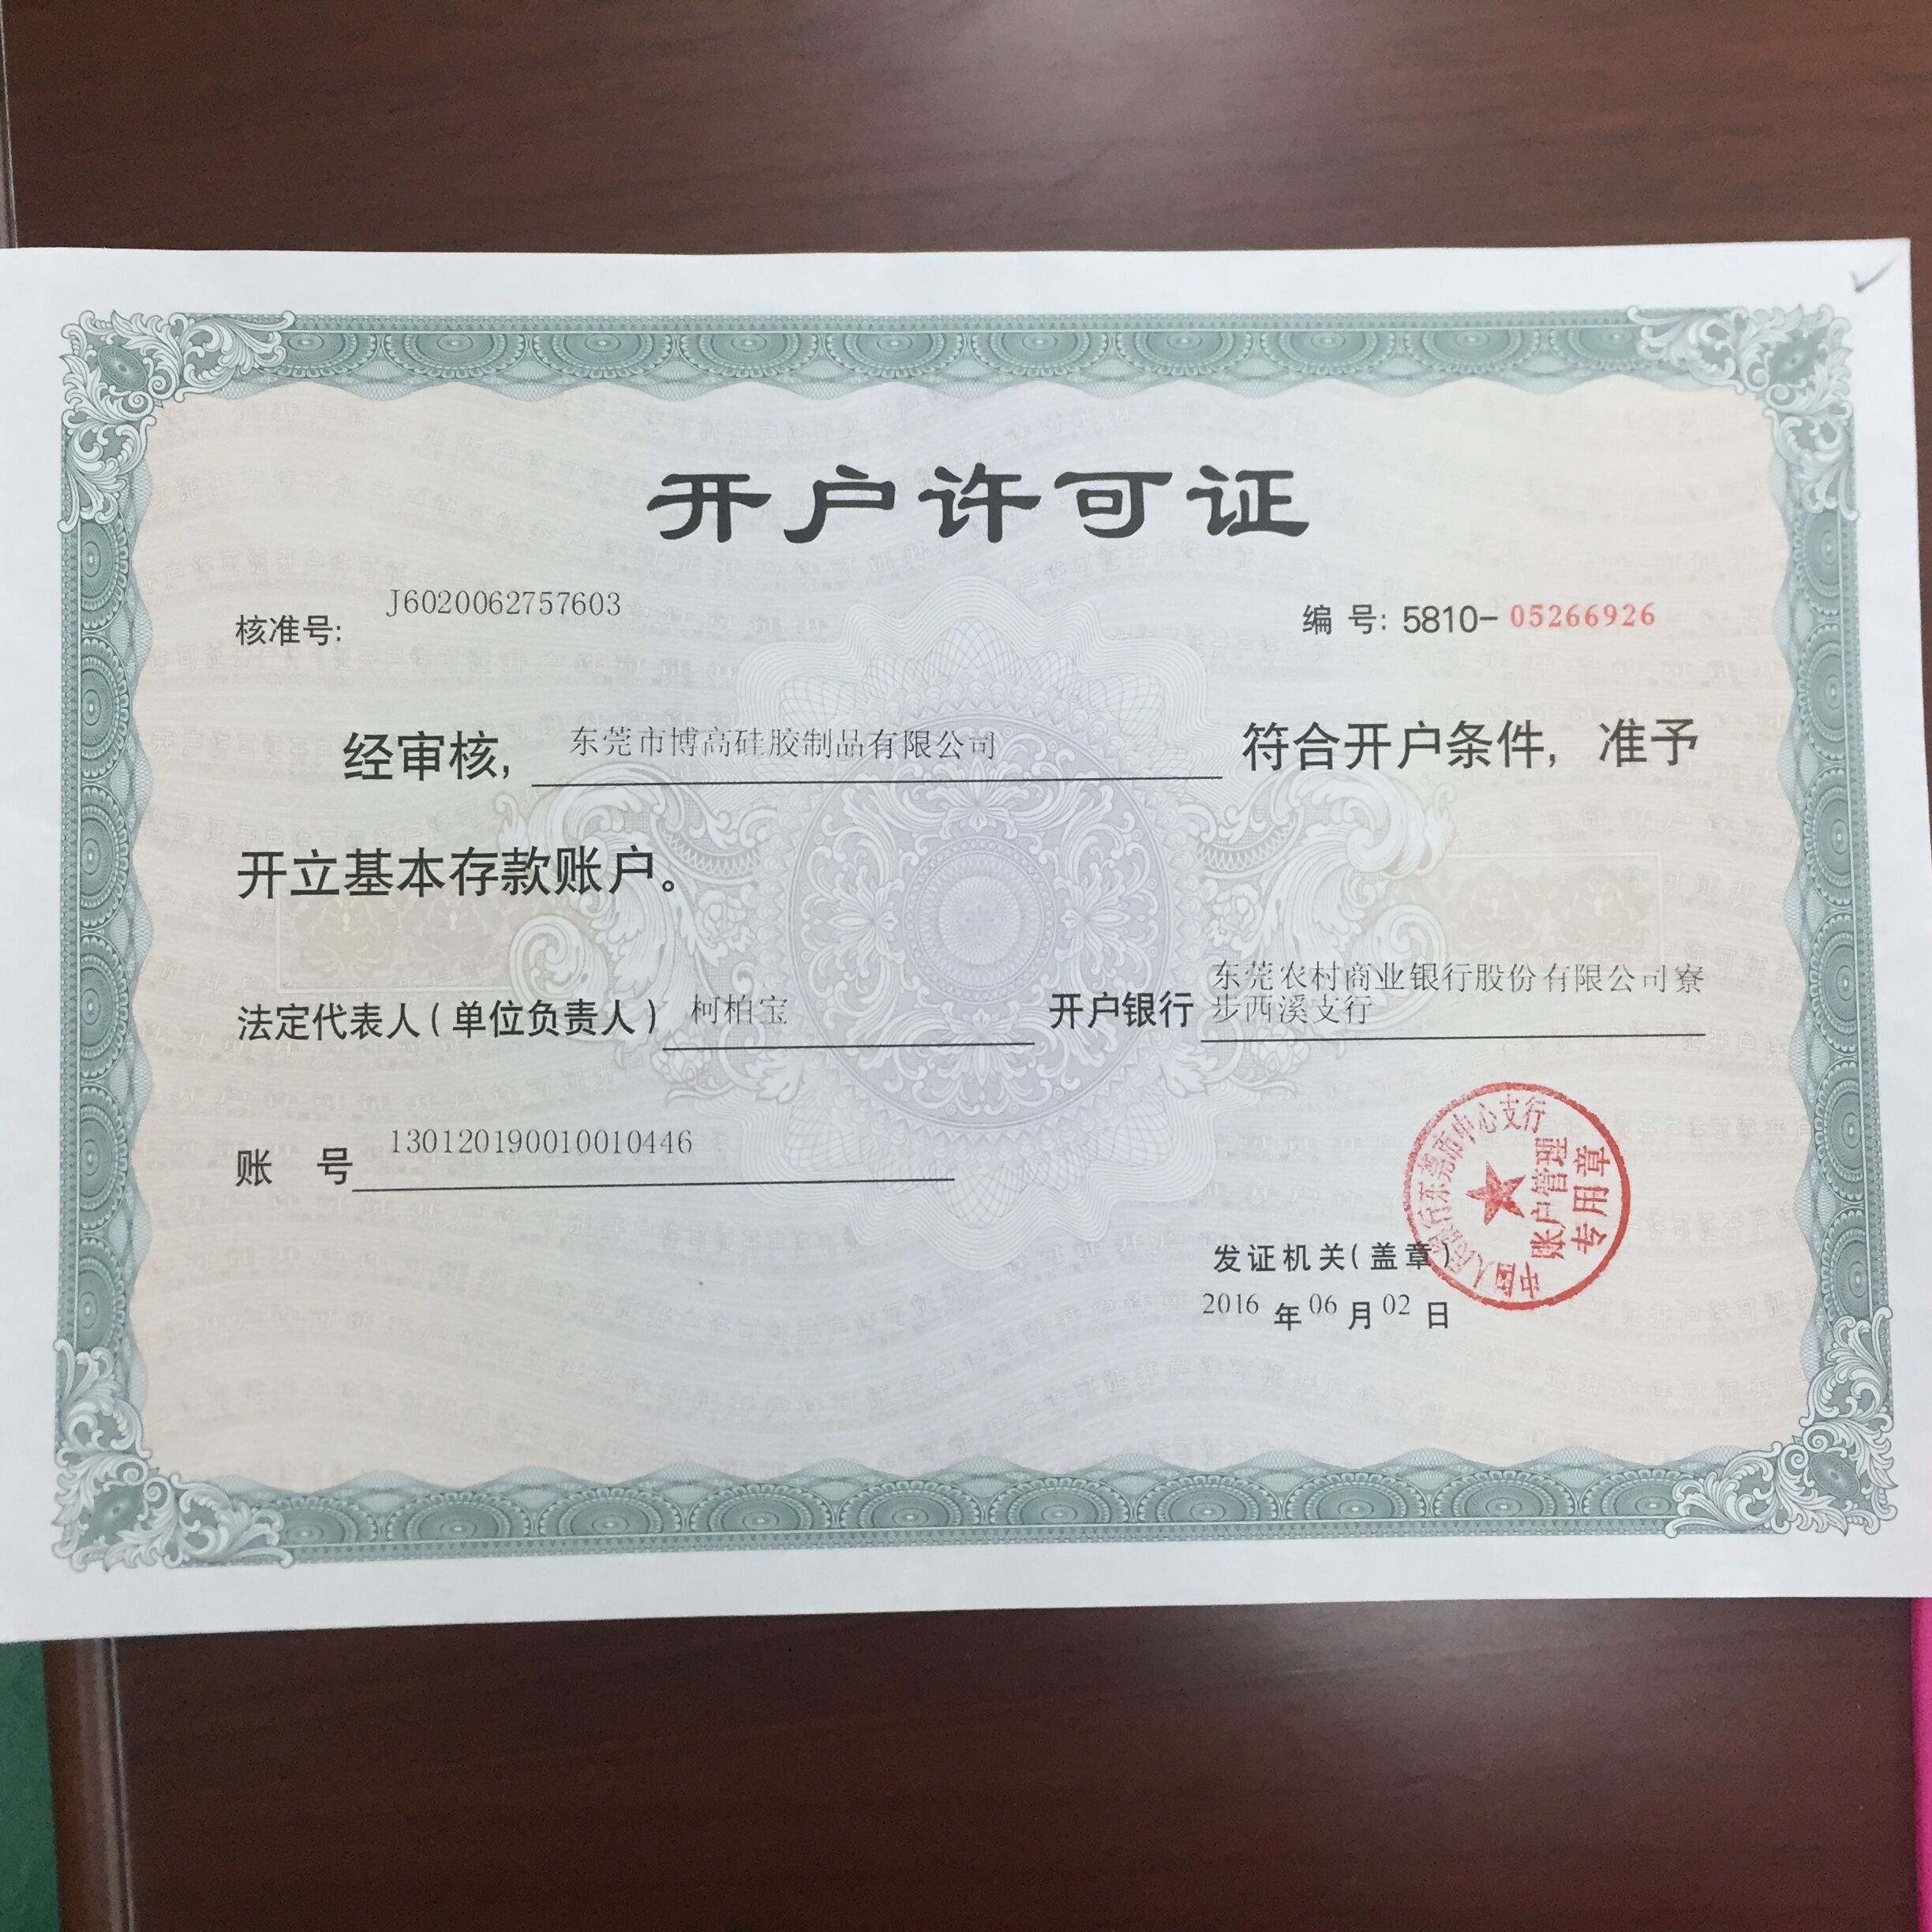 开户许可证
核准号: J6020062757603
编 号: 5810-05266926
经审核, 东莞市博高硅胶制品有限公司 符合开户条件, 准予
开立基本存款账户。
法定代表人(单位负责人) 柯柏宝 开户银行 东莞农村商业银行股份有限公司寮
步西溪支行
账 号 130120190010010446
中国人民银行东莞市中心支行
账户管理
专用章
发证机关(盖章)
2016 年 06 月 02 日